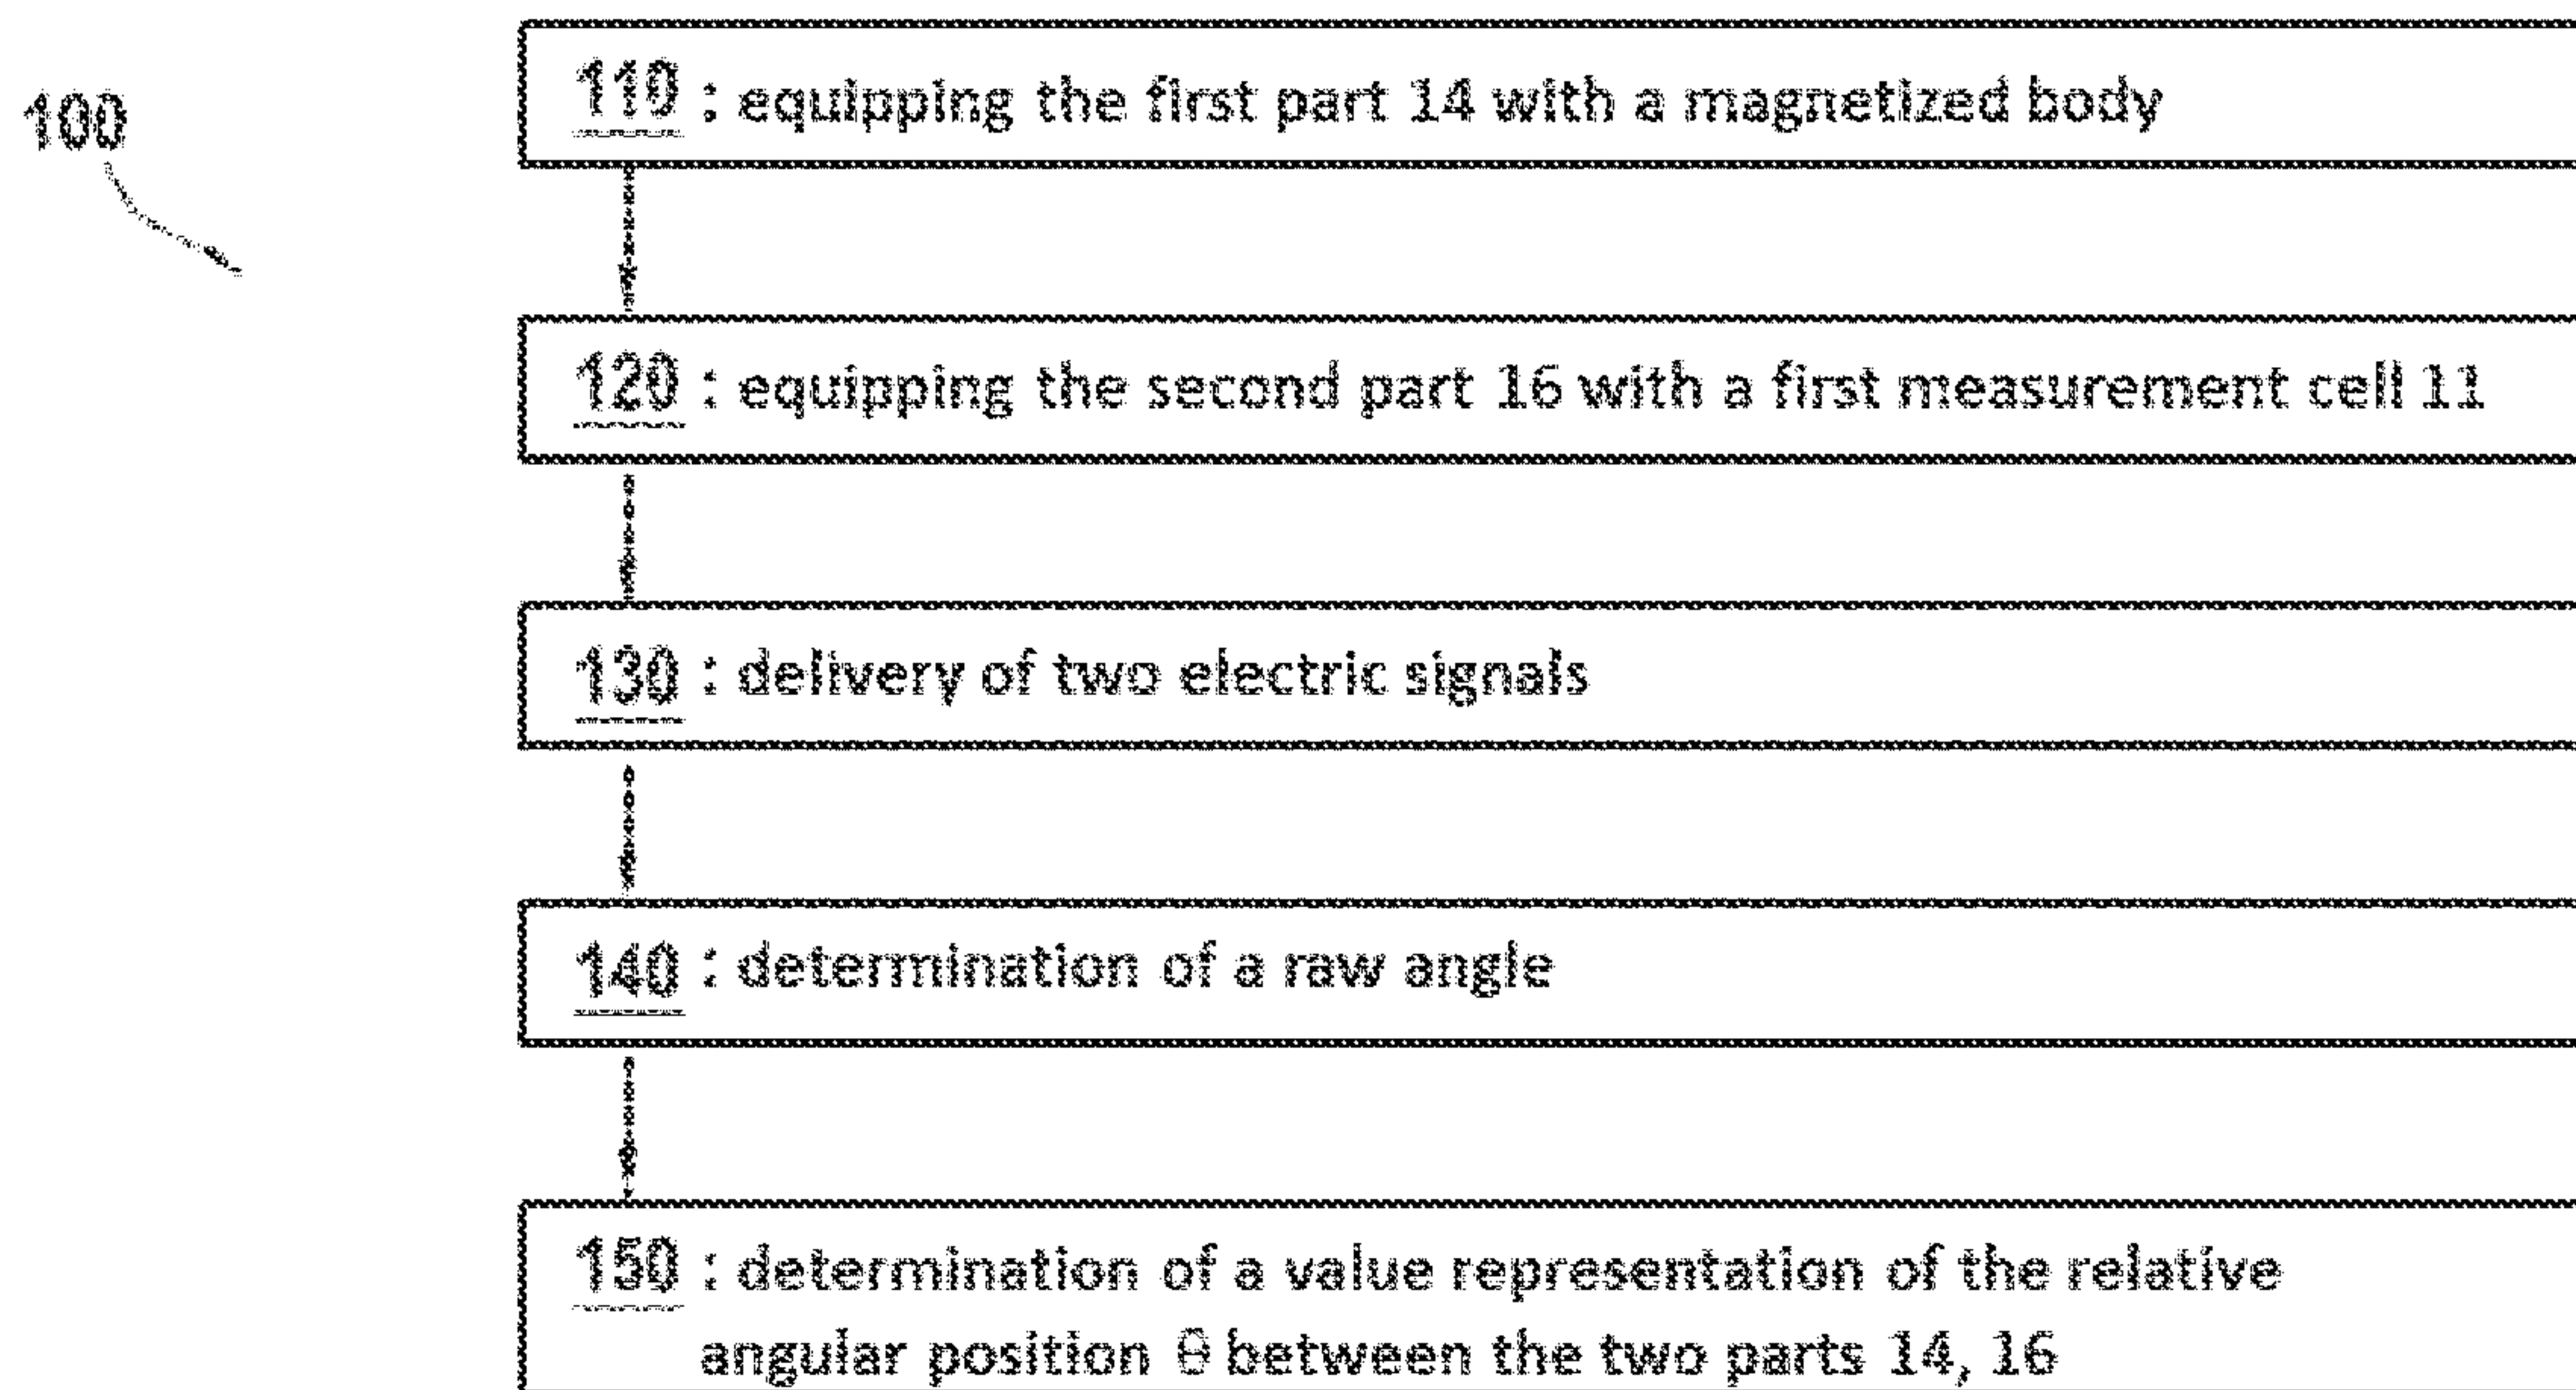 100
110 : equipping the first part 14 with a magnetized body
120 : equipping the second part 16 with a first measurement cell 11
130 : delivery of two electric signals
140 : determination of a raw angle
150 : determination of a value representation of the relative
angular position θ between the two parts 14, 16